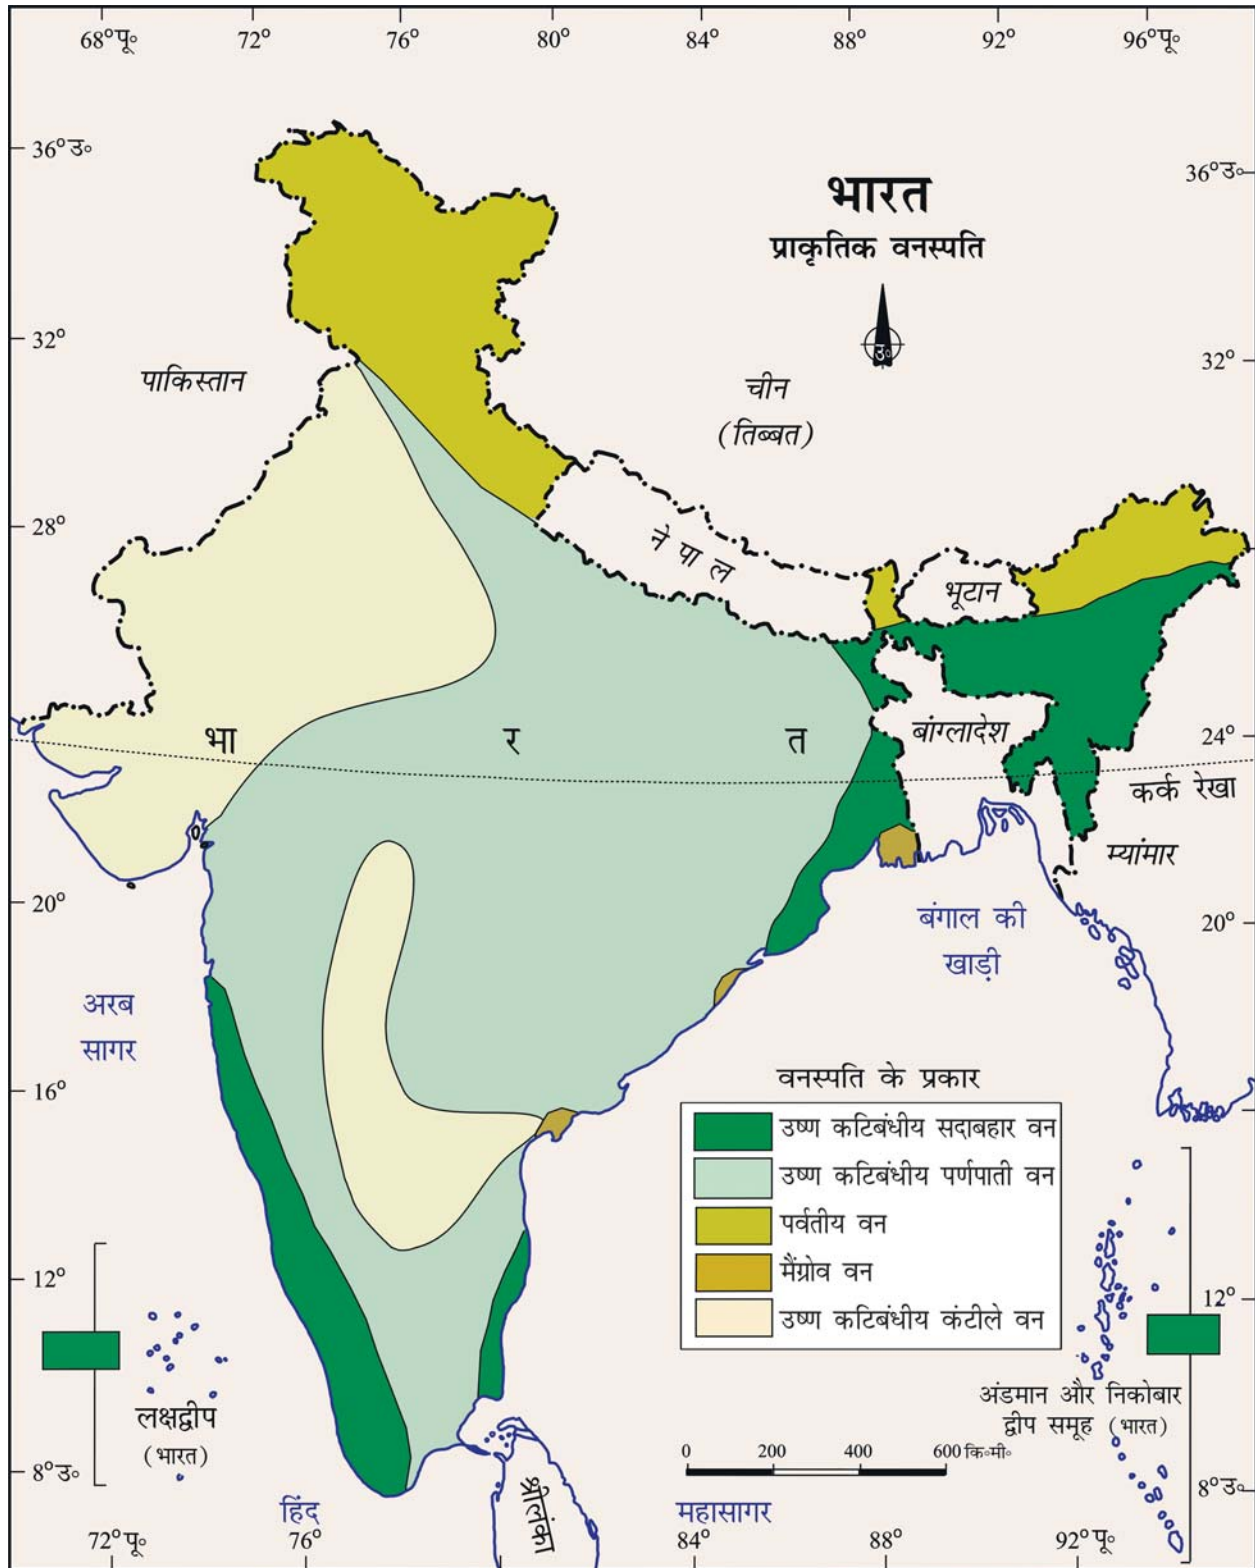 68°पू॰ 72° 76° 80° 84° 88° 92° 96°पू॰
36°उ॰
36°उ॰
भारत
प्राकृतिक वनस्पति
उ॰
32°
32°
पाकिस्तान
चीन
(तिब्बत)
28°
नेपाल
भूटान
भारत
बांग्लादेश
24°
कर्क रेखा
म्यांमार
20°
20°
बंगाल की
खाड़ी
अरब
सागर
16°
वनस्पति के प्रकार
उष्ण कटिबंधीय सदाबहार वन
उष्ण कटिबंधीय पर्णपाती वन
पर्वतीय वन
मैंग्रोव वन
उष्ण कटिबंधीय कंटीले वन
12°
12°
लक्षद्वीप
(भारत)
अंडमान और निकोबार
द्वीप समूह (भारत)
0 200 400 600 कि॰मी॰
8°उ॰
8°उ॰
हिंद
श्रीलंका
महासागर
72°पू॰ 76° 84° 88° 92°पू॰